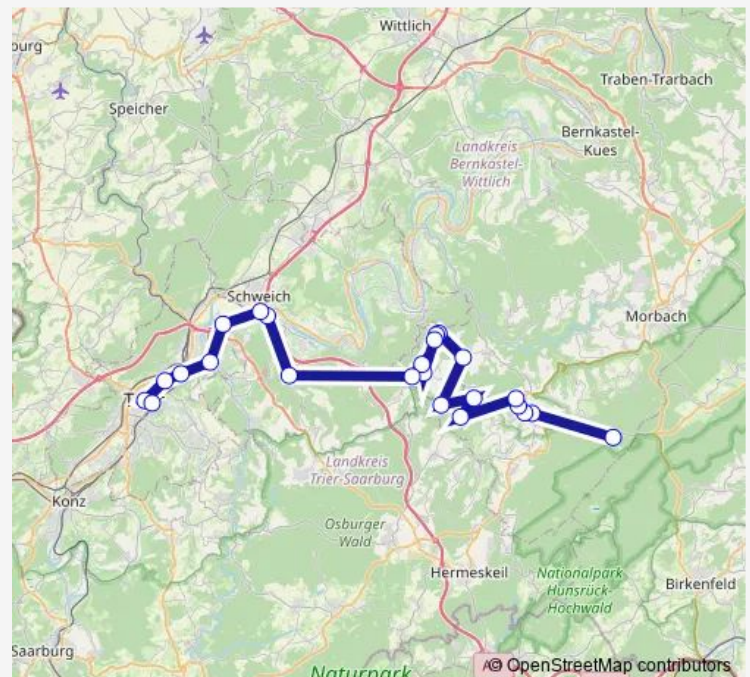 Wittlich
burg
Traben-Trarbach
Speicher
Bernkastel-
Kues
Landkreis
Bernkastel-
Wittlich
Schweich
Morbach
Landkreis
Trier-Saarburg
Konz
Osburger
Wald
Hermeskeil
Nationalpark
Hunsrück-
Hochwald
Birkenfeld
Saarburg
Naturpark
© OpenStreetMap contributors